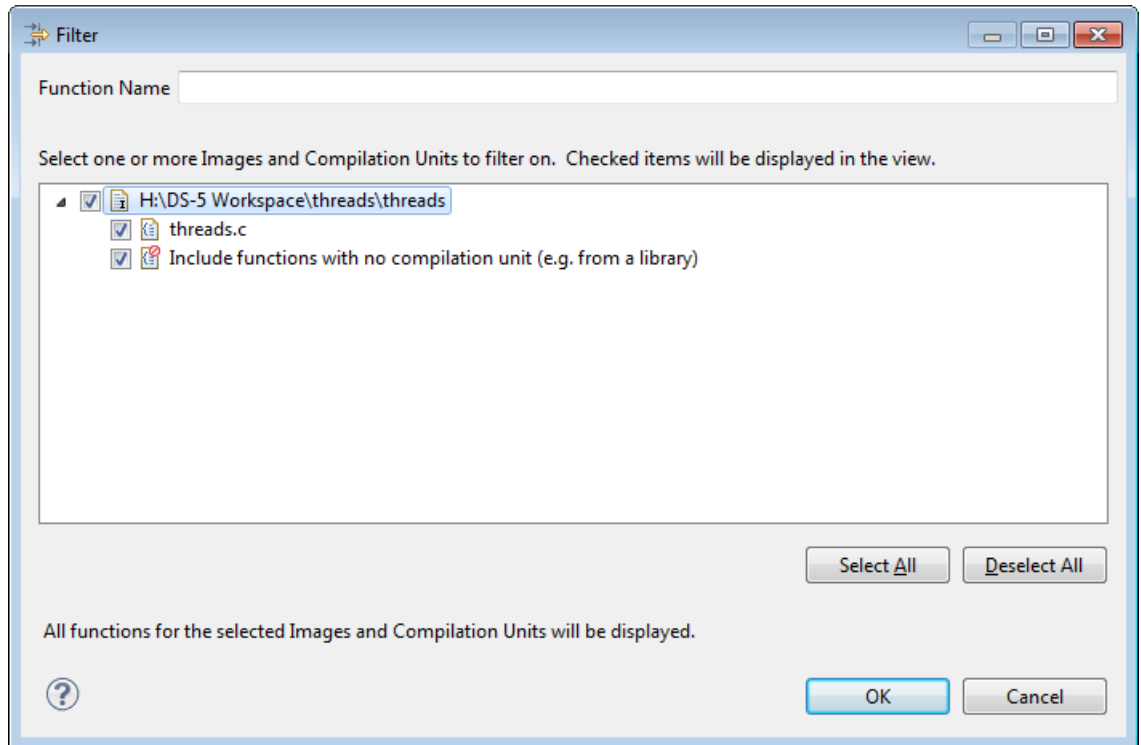 Filter
Function Name
Select one or more Images and Compilation Units to filter on.  Checked items will be displayed in the view.
H:\DS-5 Workspace\threads\threads
threads.c
Include functions with no compilation unit (e.g. from a library)
Select All
Deselect All
All functions for the selected Images and Compilation Units will be displayed.
?
OK
Cancel